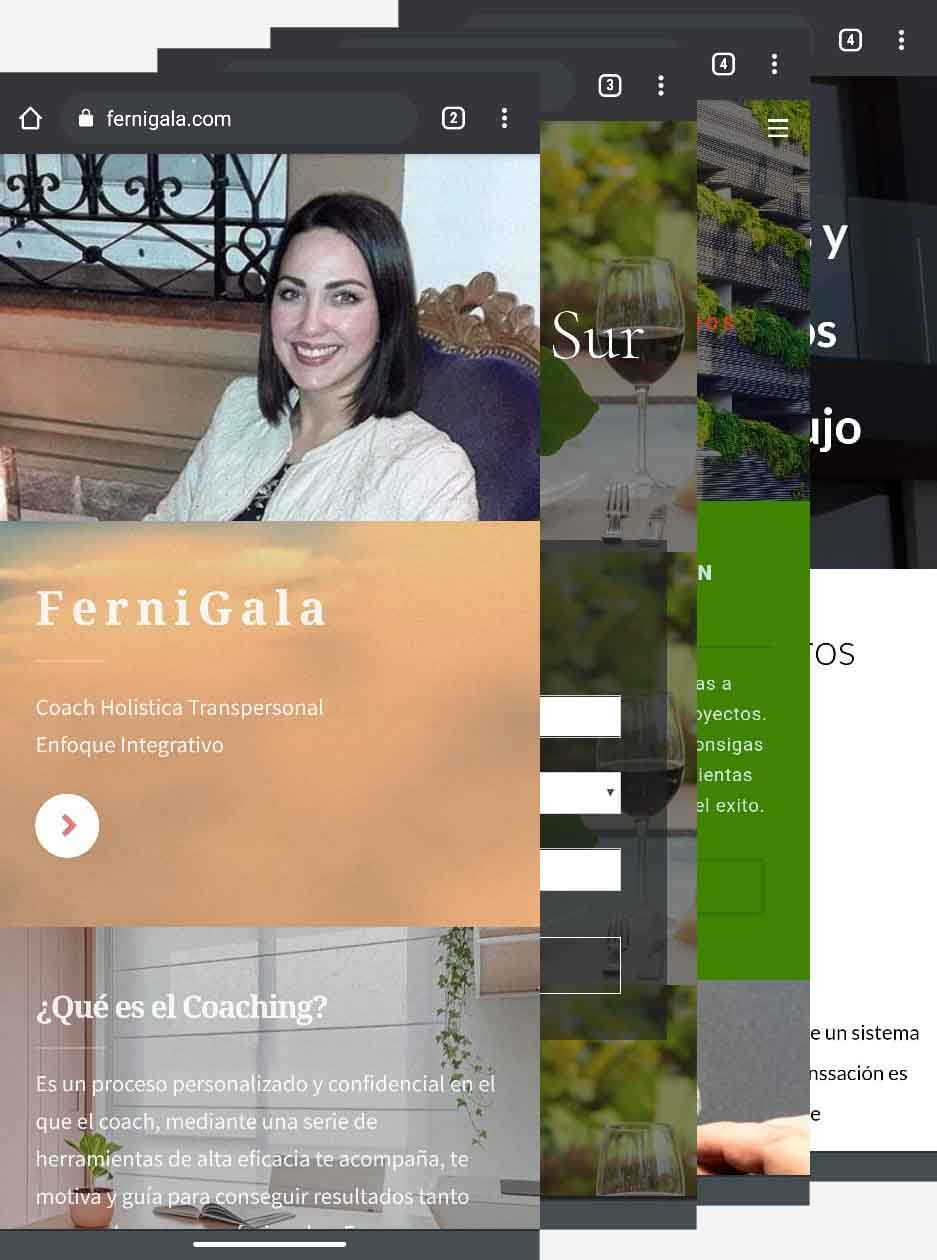 fernigala.com
2
FerniGala
Coach Holistica Transpersonal
Enfoque Integrativo
¿Qué es el Coaching?
Es un proceso personalizado y confidencial en el
que el coach, mediante una serie de
herramientas de alta eficacia te acompaña, te
motiva y guía para conseguir resultados tanto
3
Sur
4
N
as a
oyectos.
onsigas
ientas
el exito.
4
y
os
ujo
TOS
e un sistema
nssación es
e